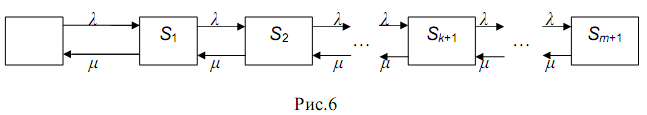 λ λ λ λ λ λ
S1 S2 … Sk+1 … Sm+1
μ μ μ μ μ μ
Рис.6